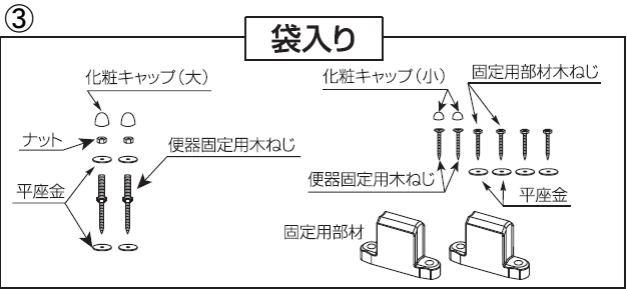 ③
袋入り
化粧キャップ（大）
ナット
便器固定用木ねじ
平座金
化粧キャップ（小）
固定用部材木ねじ
便器固定用木ねじ
平座金
固定用部材